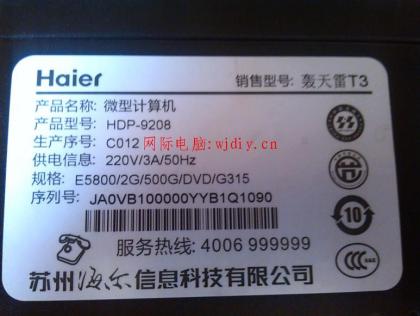 Haier 销售型号: 轰天雷T3
产品名称: 微型计算机
产品型号: HDP-9208
网际电脑:wjdiy.cn
生产序号: C012
供电信息: 220V/3A/50Hz
规格: E5800/2G/500G/DVD/G315
序列号: JA0VB100000YYB1Q1090
10
CCC
服务热线: 4006 999999
苏州海尔信息科技有限公司